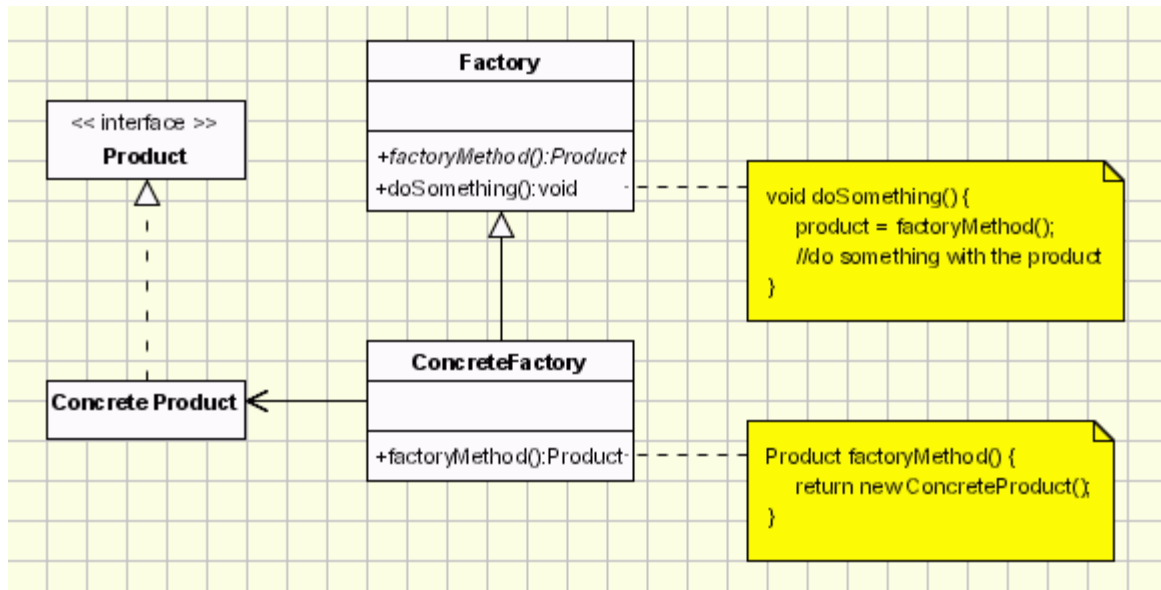 << interface >>
Product
Concrete Product
Factory
+factoryMethod():Product
+doSomething():void
ConcreteFactory
+factoryMethod():Product
void doSomething() {
product = factoryMethod();
//do something with the product
}
Product factoryMethod() {
return new ConcreteProduct();
}